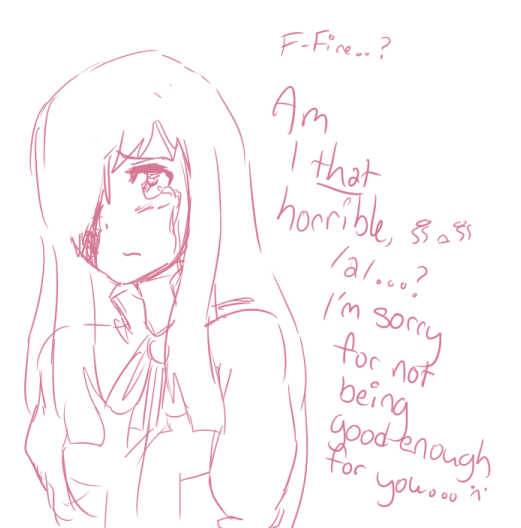 F-Fine...?
Am
I that
horrible,
/a/...?
I'm sorry
for not
being
good enough
for you...